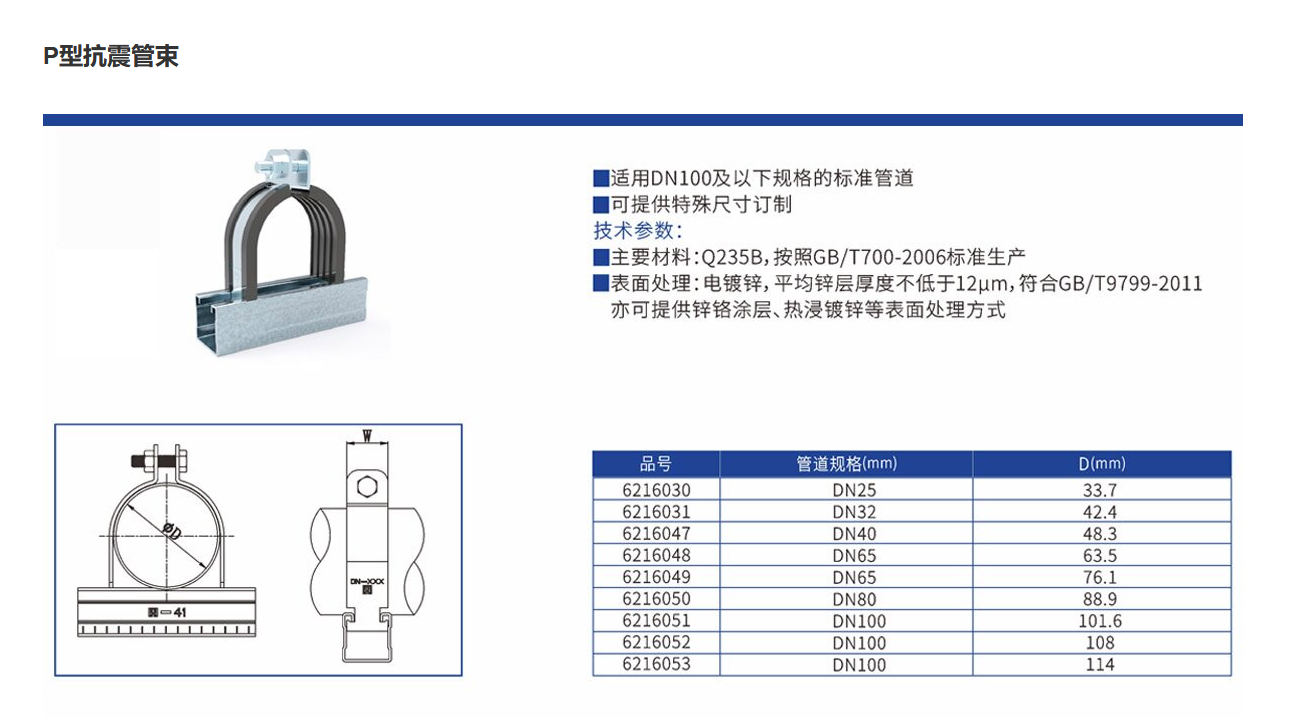 P型抗震管束
■适用DN100及以下规格的标准管道
■可提供特殊尺寸订制
技术参数：
■主要材料：Q235B，按照GB/T700-2006标准生产
■表面处理：电镀锌，平均锌层厚度不低于12μm，符合GB/T9799-2011
亦可提供锌铬涂层、热浸镀锌等表面处理方式
W
ØD
DN-XXX
-41
品号 管道规格(mm) D(mm)
6216030 DN25 33.7
6216031 DN32 42.4
6216047 DN40 48.3
6216048 DN65 63.5
6216049 DN65 76.1
6216050 DN80 88.9
6216051 DN100 101.6
6216052 DN100 108
6216053 DN100 114